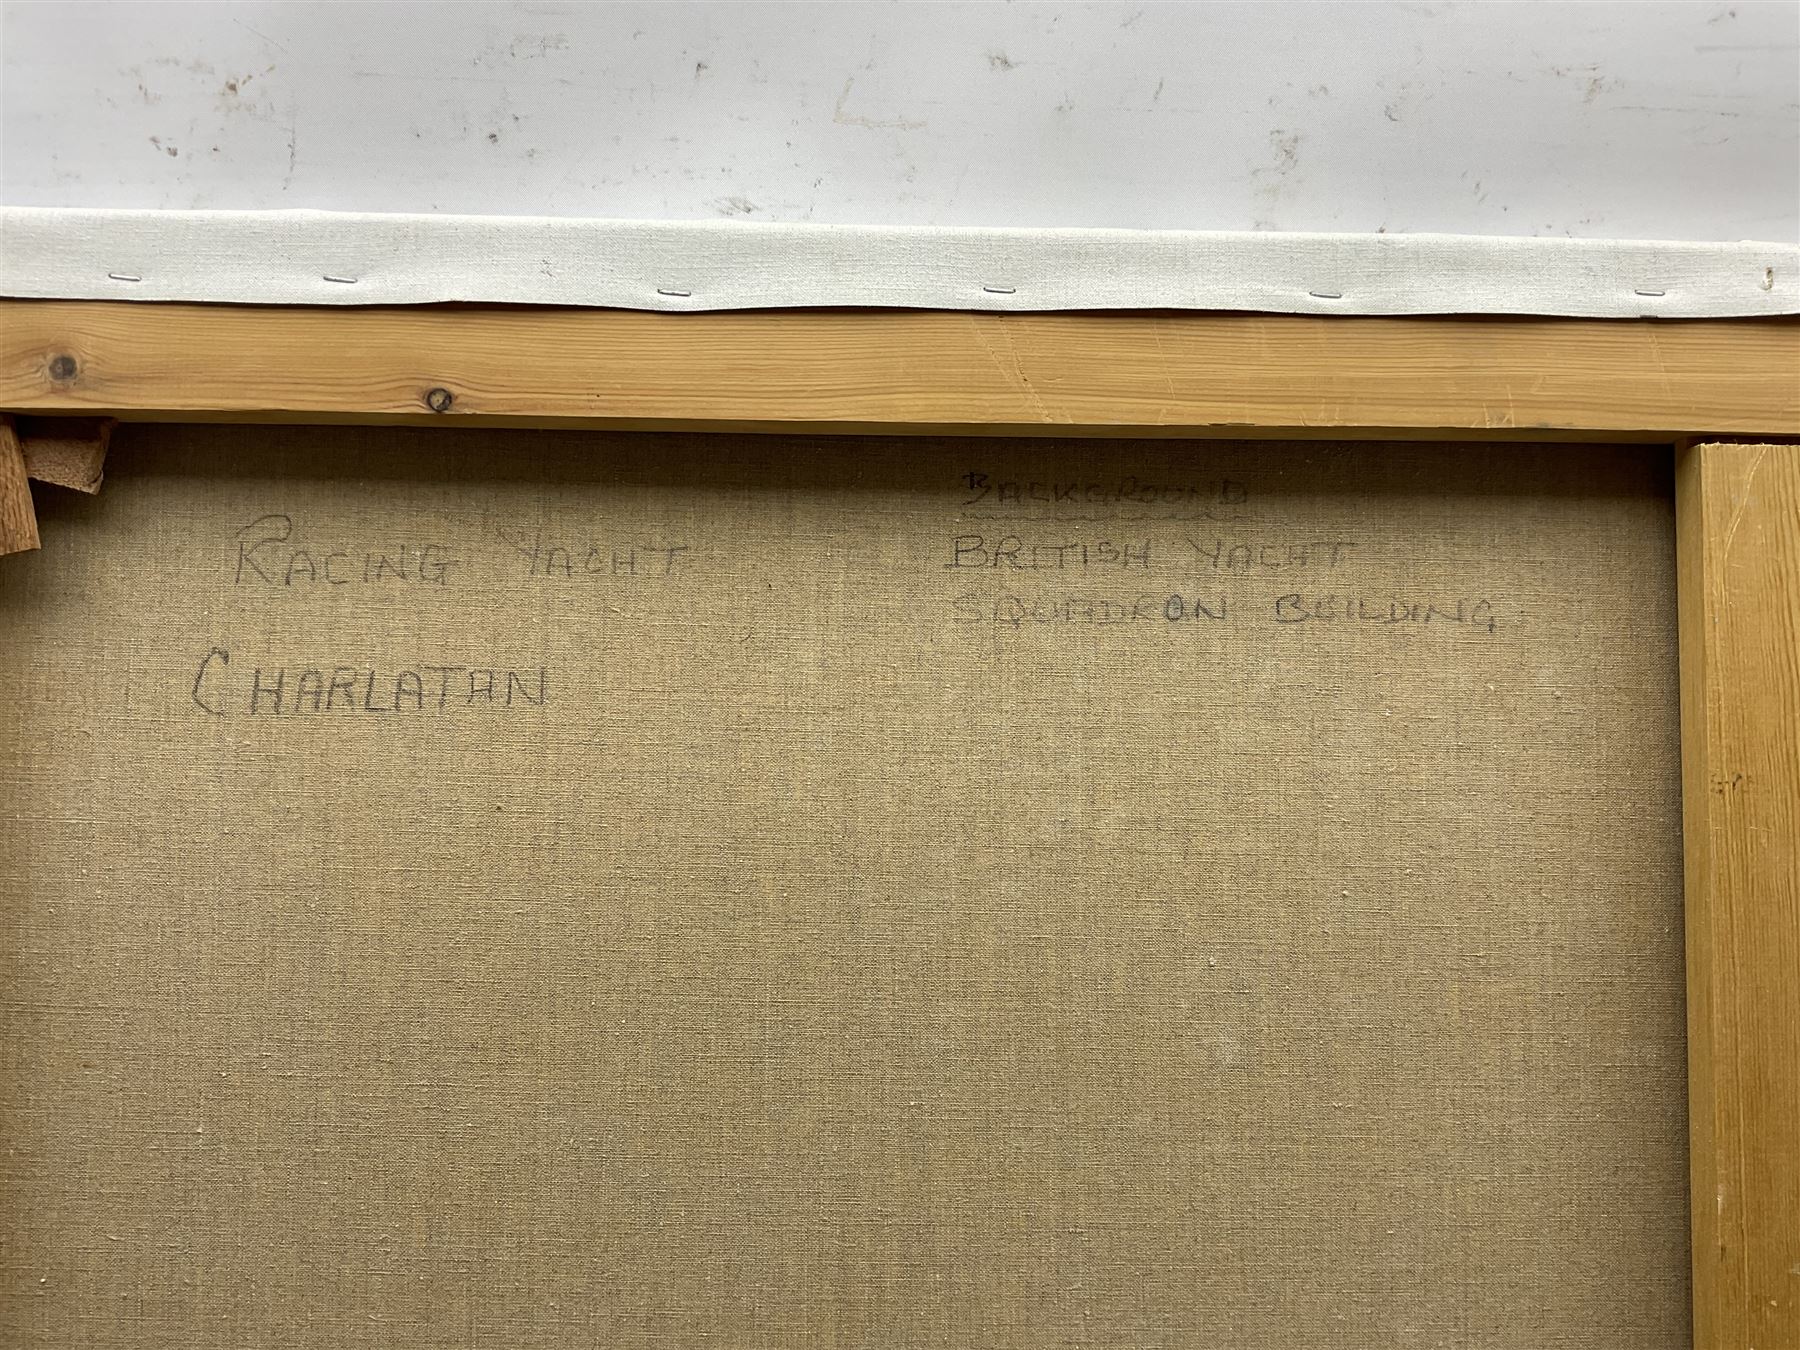 RACING YACHT
CHARLATAN
BACKGROUND
BRITISH YACHT
SQUADRON BUILDING